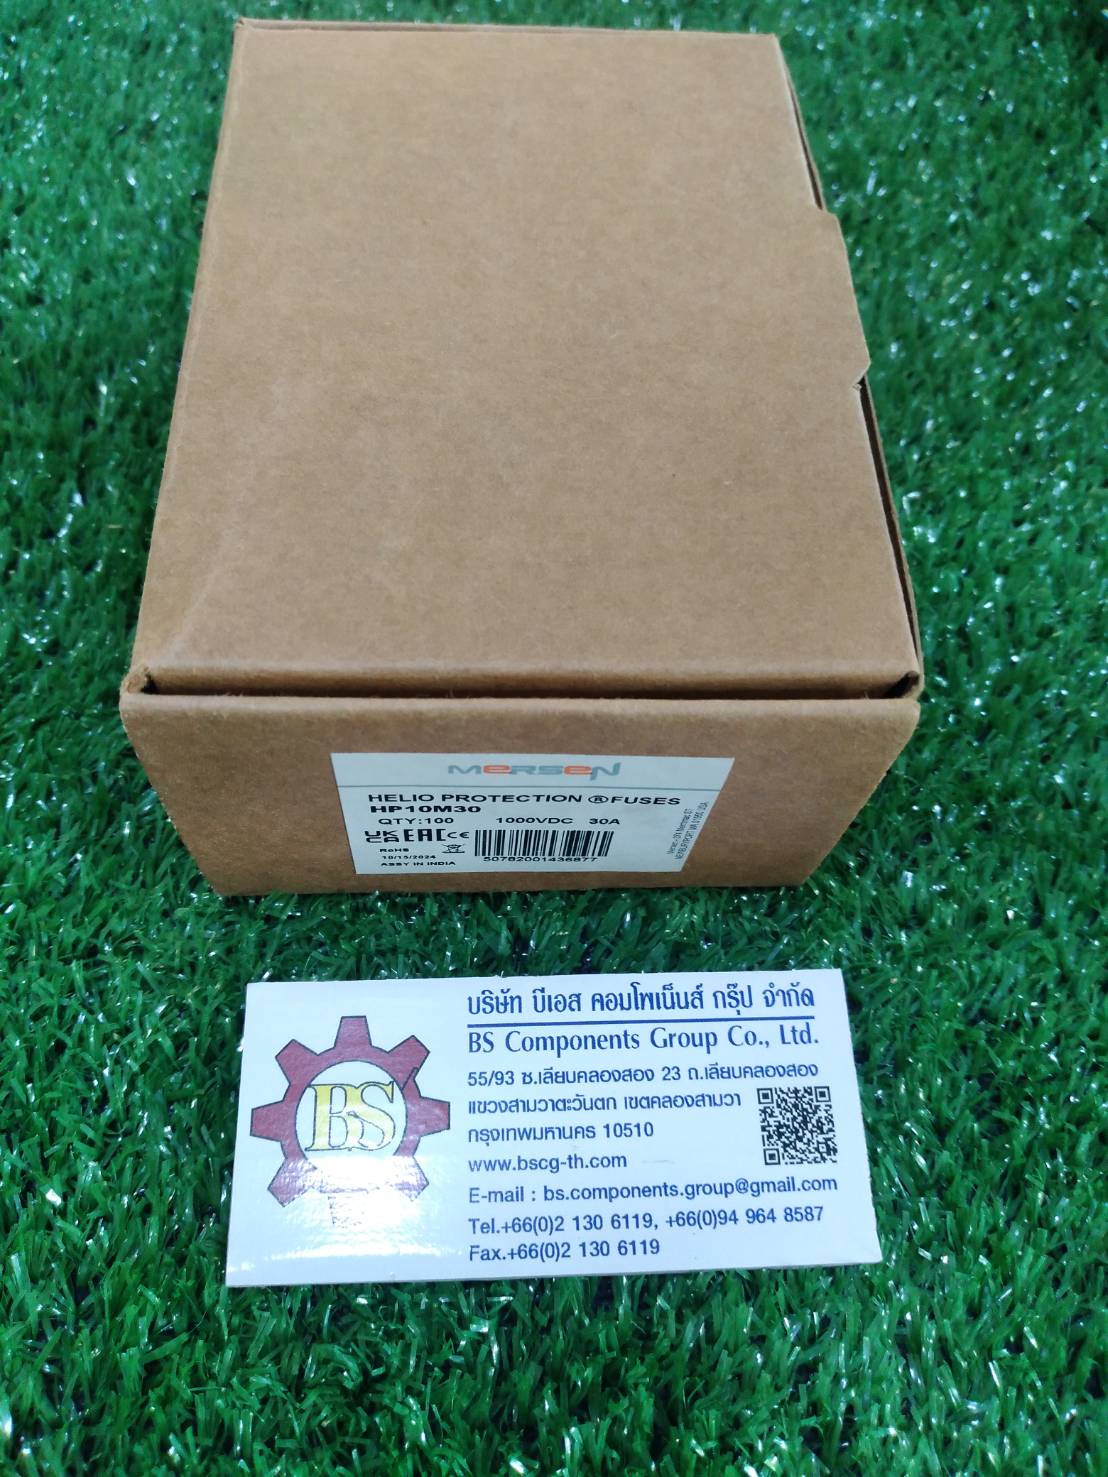 MERSEN
HELIO PROTECTION ® FUSES
HP10M30
QTY:100 1000VDC 30A
UK CA EAC CE
RoHS
10/15/2024
ASSY IN INDIA
50782001436877
บริษัท บีเอส คอมโพเน็นส์ กรุ๊ป จำกัด
BS Components Group Co., Ltd.
55/93 ซ.เลียบคลองสอง 23 ถ.เลียบคลองสอง
แขวงสามวาตะวันตก เขตคลองสามวา
กรุงเทพมหานคร 10510
www.bscg-th.com
E-mail : bs.components.group@gmail.com
Tel.+66(0)2 130 6119, +66(0)94 964 8587
Fax.+66(0)2 130 6119
BS